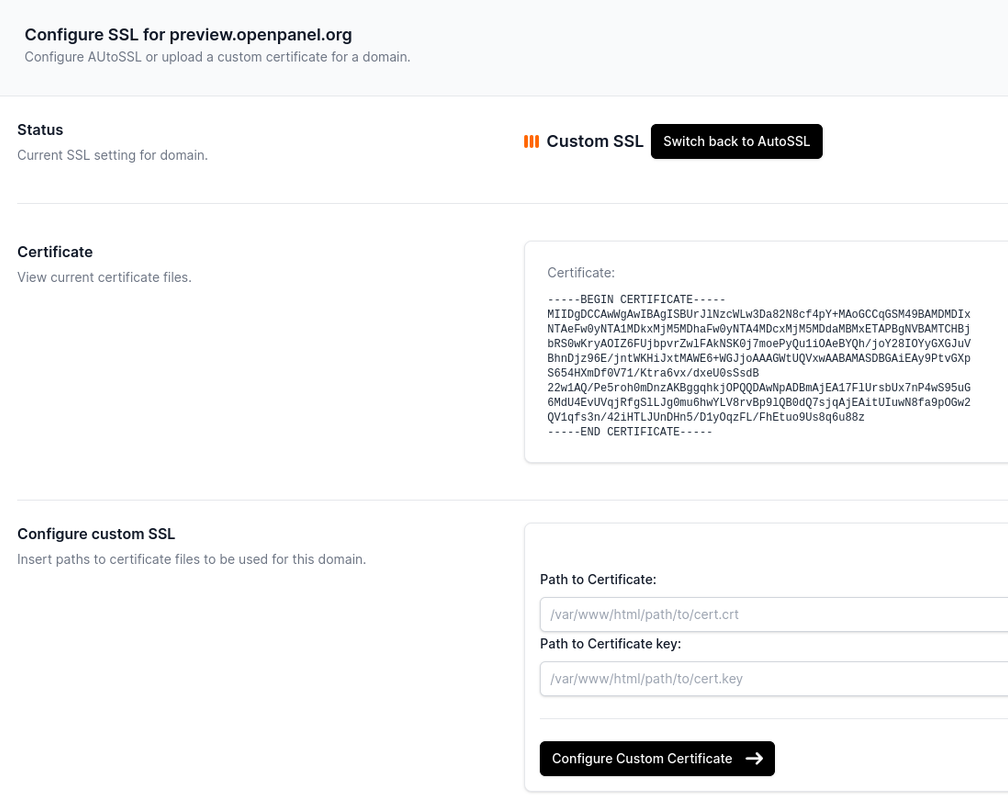 Configure SSL for preview.openpanel.org
Configure AUtoSSL or upload a custom certificate for a domain.
Status
Current SSL setting for domain.
Custom SSL
Switch back to AutoSSL
Certificate
View current certificate files.
Certificate:
-----BEGIN CERTIFICATE-----
MIIDgDCCAwWgAwIBAgISBUrJlNzcWLw3Da82N8cf4pY+MAoGCCqGSM49BAMDMDIx
NTAeFw0yNTA1MDkxMjM5MDhaFw0yNTA4MDcxMjM5MDdaMBMxETAPBgNVBAMTCHBj
bRS0wKryAOIZ6FUjbpvrZwlFAkNSK0j7moePyQu1iOAeBYQh/joY28IOYyGXGJuV
BhnDjz96E/jntWKHiJxtMAWE6+WGJjoAAAGWtUQVxwAABAMASDBGAiEAy9PtvGXp
S654HXmDf0V71/Ktra6vx/dxeU0sSsdB
22w1AQ/Pe5roh0mDnzAKBggqhkjOPQQDAwNpADBmAjEA17FlUrsbUx7nP4wS95uG
6MdU4EvUVqjRfgSlLJg0mu6hwYLV8rvBp9lQB0dQ7sjqAjEAitUIuwN8fa9pOGw2
QV1qfs3n/42iHTLJUnDHn5/D1yOqzFL/FhEtuo9Us8q6u88z
-----END CERTIFICATE-----
Configure custom SSL
Insert paths to certificate files to be used for this domain.
Path to Certificate:
/var/www/html/path/to/cert.crt
Path to Certificate key:
/var/www/html/path/to/cert.key
Configure Custom Certificate